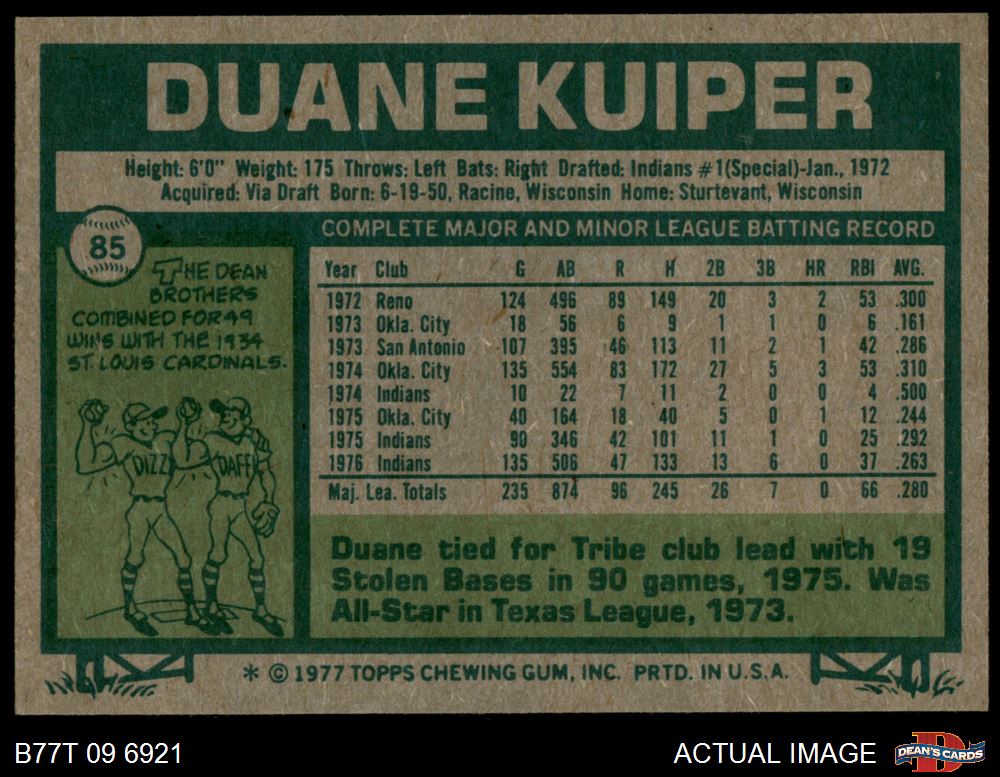 DUANE KUIPER
Height: 6'0" Weight: 175 Throws: Left Bats: Right Drafted: Indians #1(Special)-Jan., 1972
Acquired: Via Draft Born: 6-19-50, Racine, Wisconsin Home: Sturtevant, Wisconsin
85
THE DEAN
BROTHERS
COMBINED FOR 49
WINS WITH THE 1934
ST. LOUIS CARDINALS.
DIZZ
DAFF
COMPLETE MAJOR AND MINOR LEAGUE BATTING RECORD
Year Club G AB R H 2B 3B HR RBI AVG.
1972 Reno 124 496 89 149 20 3 2 53 .300
1973 Okla. City 18 56 6 9 1 1 0 6 .161
1973 San Antonio 107 395 46 113 11 2 1 42 .286
1974 Okla. City 135 554 83 172 27 5 3 53 .310
1974 Indians 10 22 7 11 2 0 0 4 .500
1975 Okla. City 40 164 18 40 5 0 1 12 .244
1975 Indians 90 346 42 101 11 1 0 25 .292
1976 Indians 135 506 47 133 13 6 0 37 .263
Maj. Lea. Totals 235 874 96 245 26 7 0 66 .280
Duane tied for Tribe club lead with 19
Stolen Bases in 90 games, 1975. Was
All-Star in Texas League, 1973.
* © 1977 TOPPS CHEWING GUM, INC. PRTD. IN U.S.A.
B77T 09 6921
ACTUAL IMAGE
D
DEAN'S CARDS